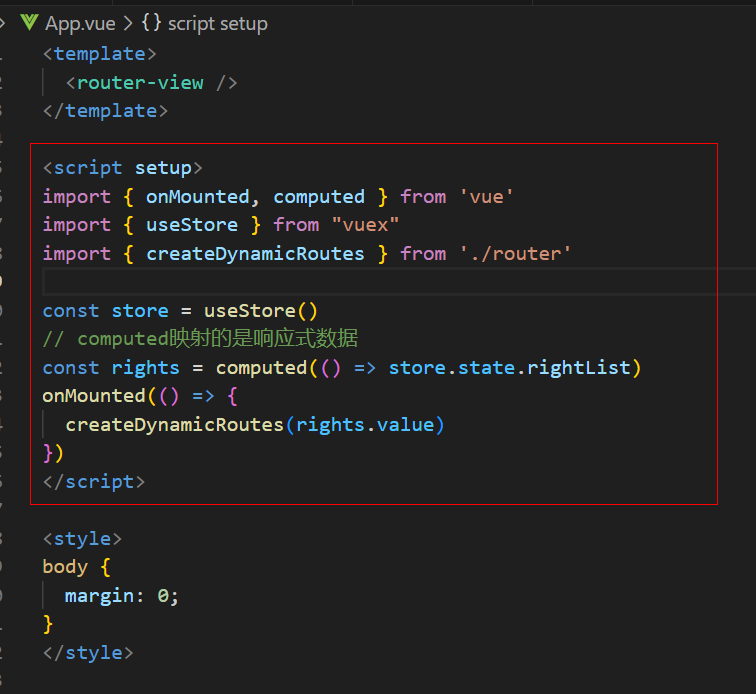 App.vue > {} script setup
<template>
<router-view />
</template>
<script setup>
import { onMounted, computed } from 'vue'
import { useStore } from "vuex"
import { createDynamicRoutes } from './router'
const store = useStore()
// computed映射的是响应式数据
const rights = computed(() => store.state.rightList)
onMounted(() => {
createDynamicRoutes(rights.value)
})
</script>
<style>
body {
margin: 0;
}
</style>